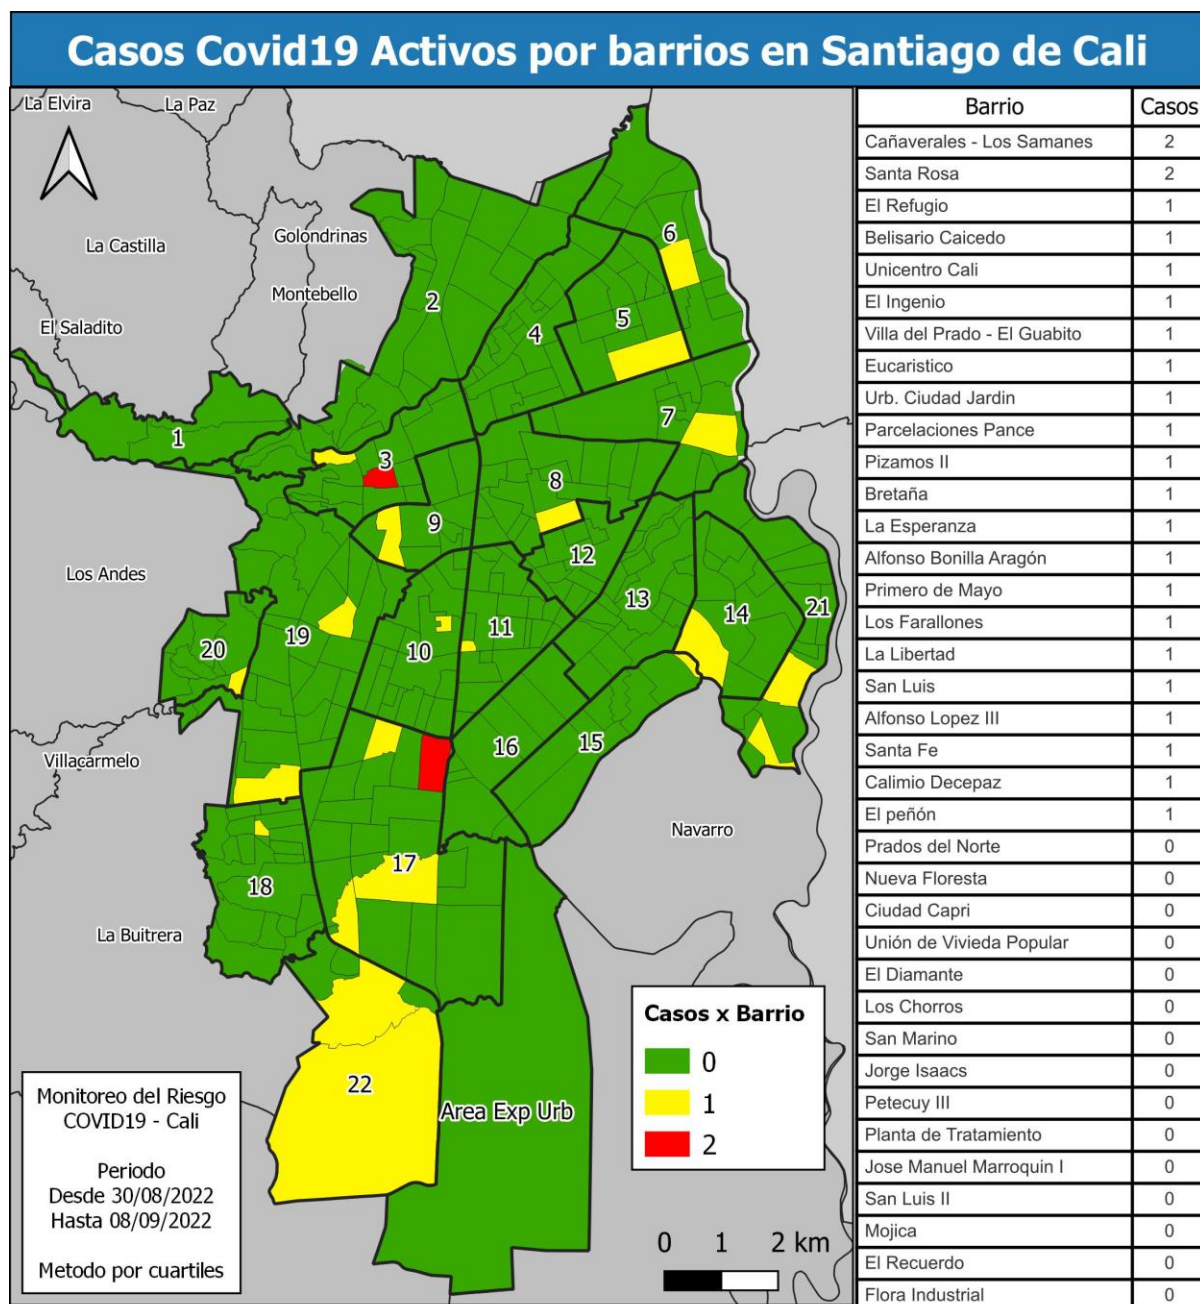 Casos Covid19 Activos por barrios en Santiago de Cali
La Elvira
La Paz
La Castilla
Golondrinas
Montebello
El Saladito
Los Andes
Villacarmelo
La Buitrera
Navarro
Area Exp Urb
1
2
3
4
5
6
7
8
9
10
11
12
13
14
15
16
17
18
19
20
21
22
Monitoreo del Riesgo
COVID19 - Cali
Periodo
Desde 30/08/2022
Hasta 08/09/2022
Metodo por cuartiles
Casos x Barrio
0
1
2
0 1 2 km
Barrio Casos
Cañaverales - Los Samanes 2
Santa Rosa 2
El Refugio 1
Belisario Caicedo 1
Unicentro Cali 1
El Ingenio 1
Villa del Prado - El Guabito 1
Eucaristico 1
Urb. Ciudad Jardin 1
Parcelaciones Pance 1
Pizamos II 1
Bretaña 1
La Esperanza 1
Alfonso Bonilla Aragón 1
Primero de Mayo 1
Los Farallones 1
La Libertad 1
San Luis 1
Alfonso Lopez III 1
Santa Fe 1
Calimio Decepaz 1
El peñón 1
Prados del Norte 0
Nueva Floresta 0
Ciudad Capri 0
Unión de Vivieda Popular 0
El Diamante 0
Los Chorros 0
San Marino 0
Jorge Isaacs 0
Petecuy III 0
Planta de Tratamiento 0
Jose Manuel Marroquin I 0
San Luis II 0
Mojica 0
El Recuerdo 0
Flora Industrial 0